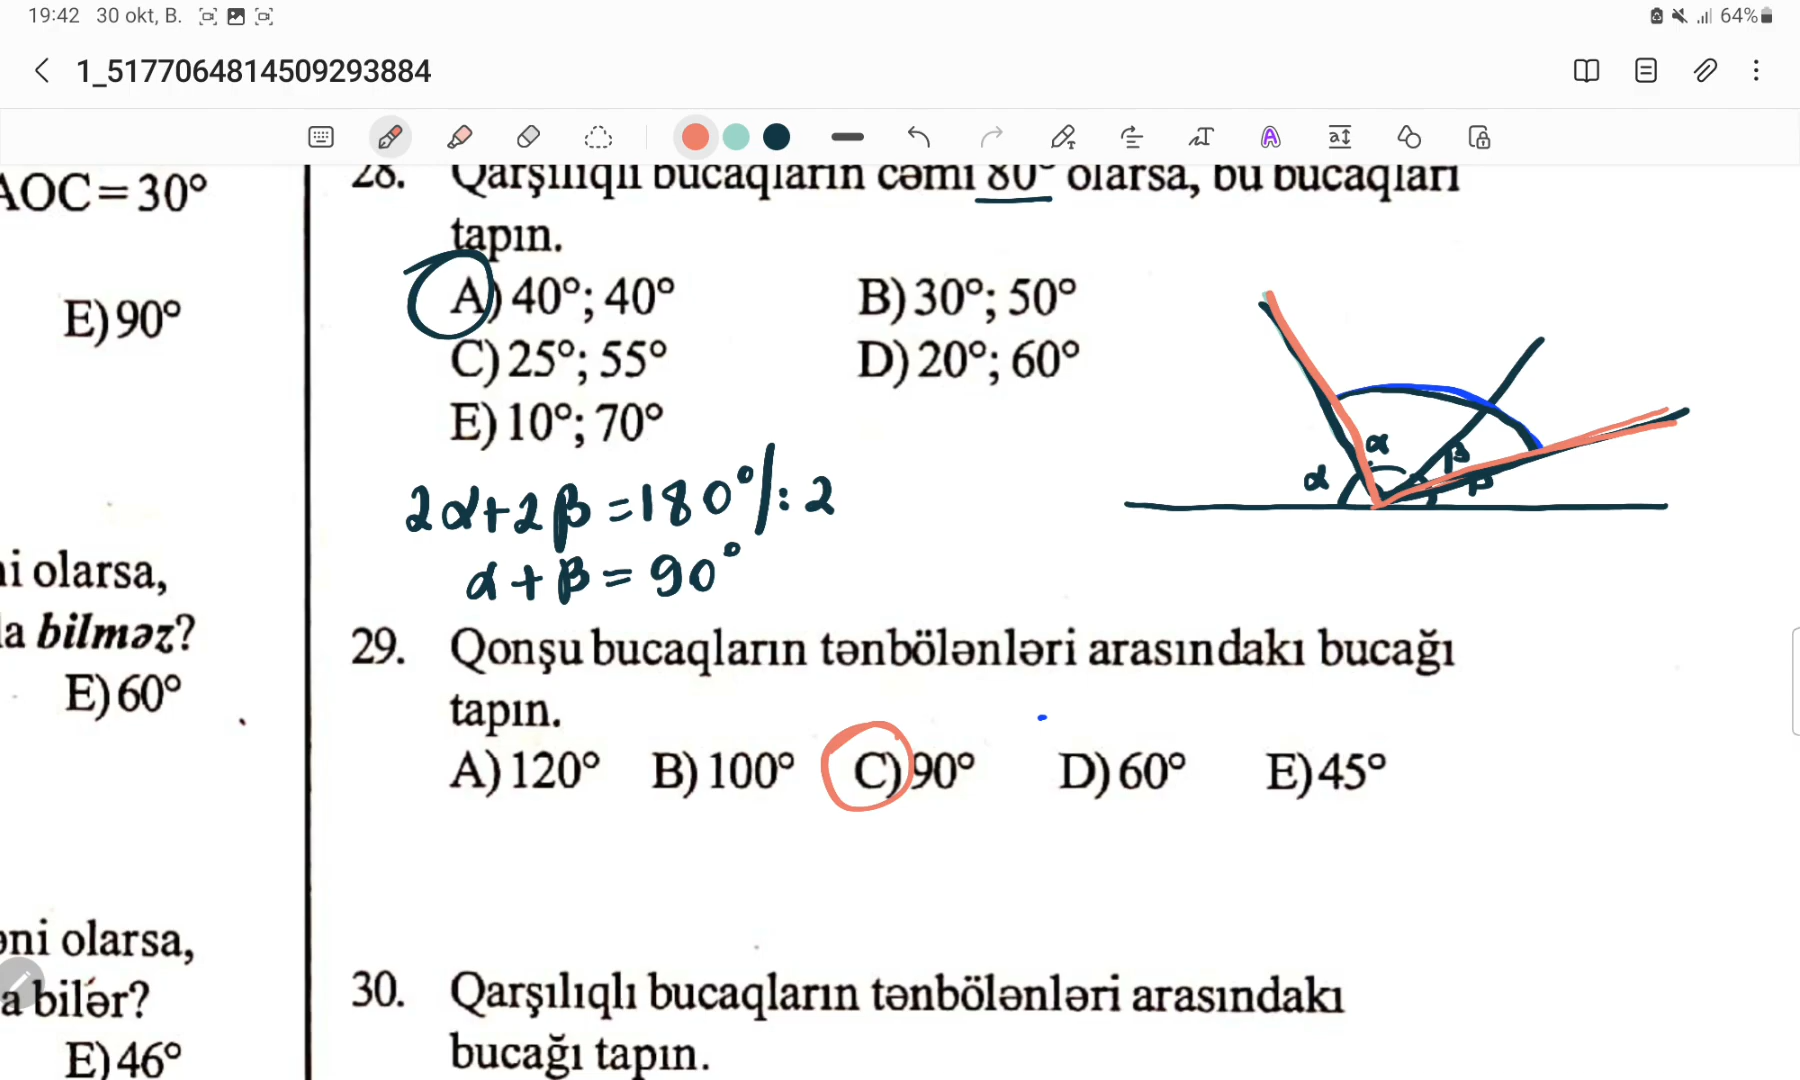 19:42 30 okt, B.
64%
1_5177064814509293884
AOC=30°
E) 90°
ni olarsa,
la bilməz?
E) 60°
əni olarsa,
a bilər?
E) 46°
28. Qarşılıqlı bucaqların cəmi 80° olarsa, bu bucaqları
tapın.
A) 40°; 40° B) 30°; 50°
C) 25°; 55° D) 20°; 60°
E) 10°; 70°
α α β β
2α+2β=180°/:2
α+β=90°
29. Qonşu bucaqların tənbölənləri arasındakı bucağı
tapın.
A) 120° B) 100° C) 90° D) 60° E) 45°
30. Qarşılıqlı bucaqların tənbölənləri arasındakı
bucağı tapın.